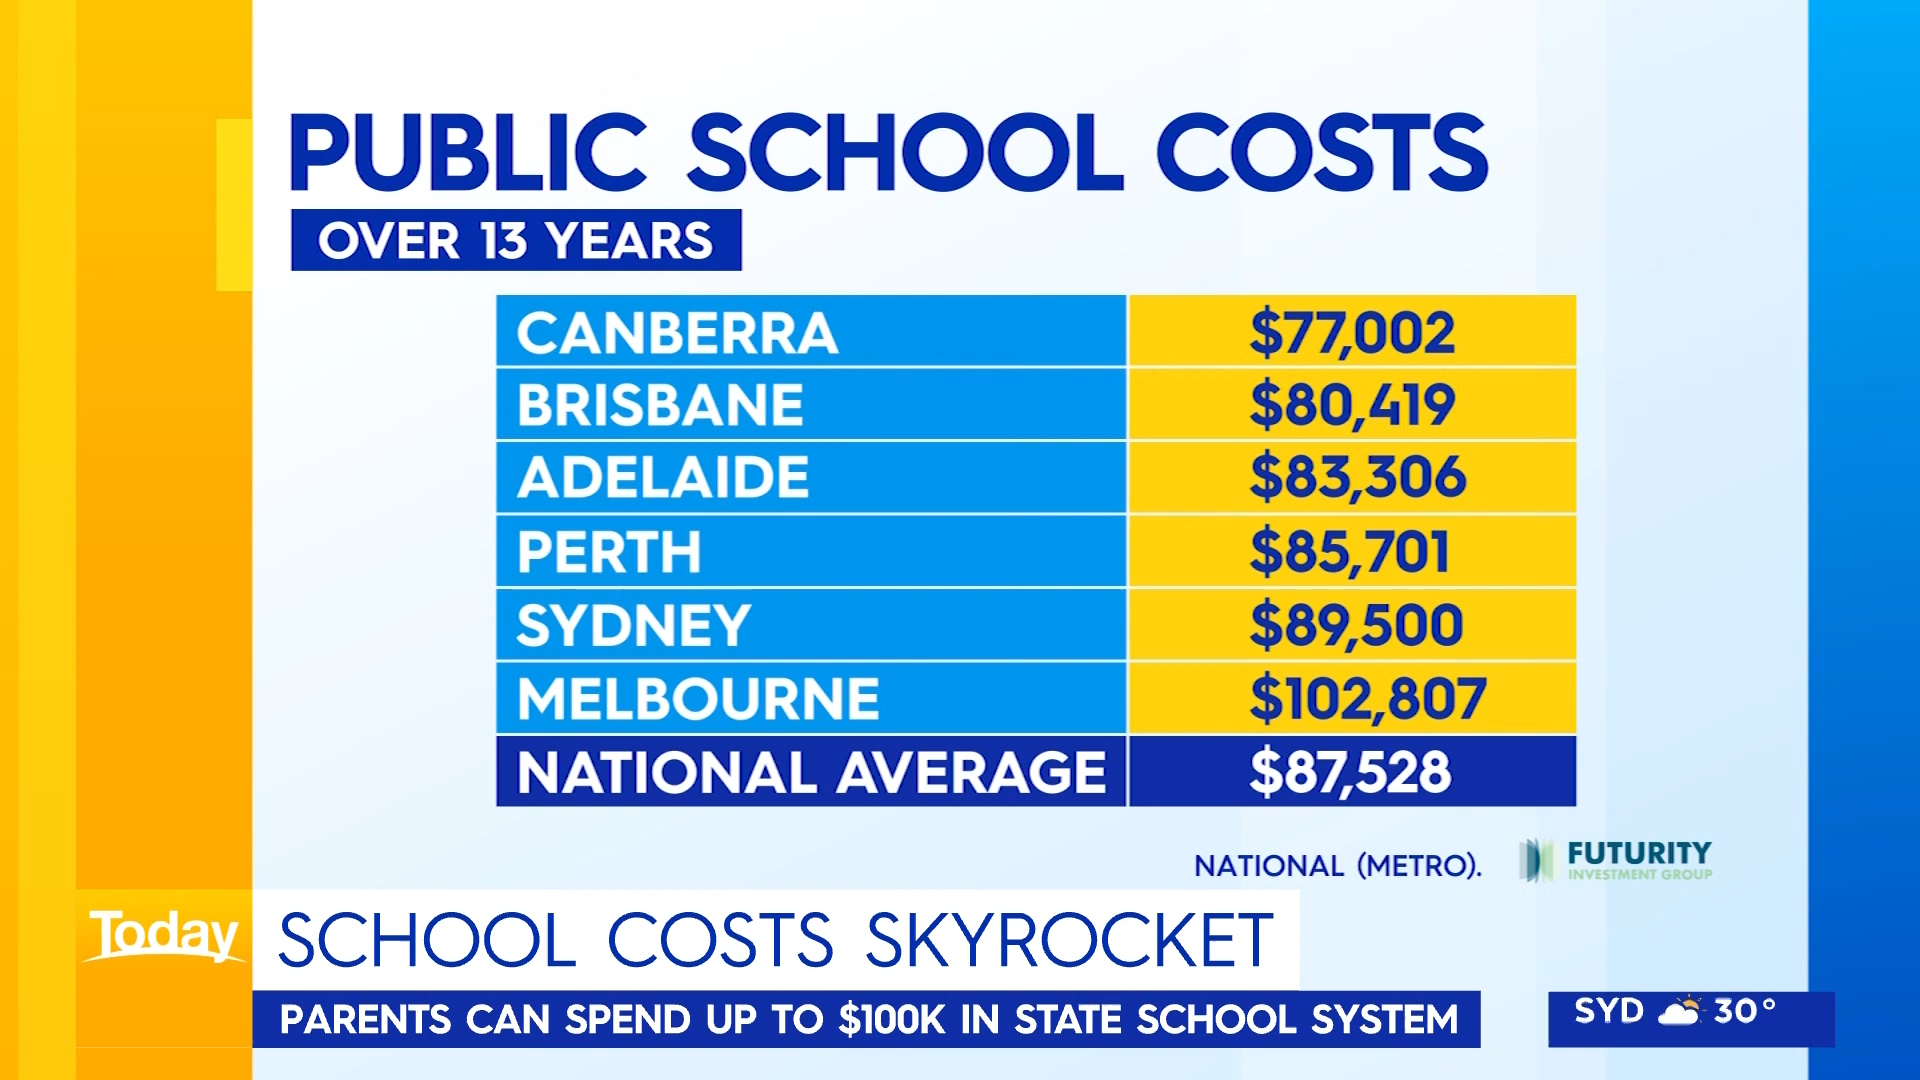 PUBLIC SCHOOL COSTS
OVER 13 YEARS
CANBERRA $77,002
BRISBANE $80,419
ADELAIDE $83,306
PERTH $85,701
SYDNEY $89,500
MELBOURNE $102,807
NATIONAL AVERAGE $87,528
NATIONAL (METRO).
FUTURITY
INVESTMENT GROUP
Today
SCHOOL COSTS SKYROCKET
PARENTS CAN SPEND UP TO $100K IN STATE SCHOOL SYSTEM
SYD 30°